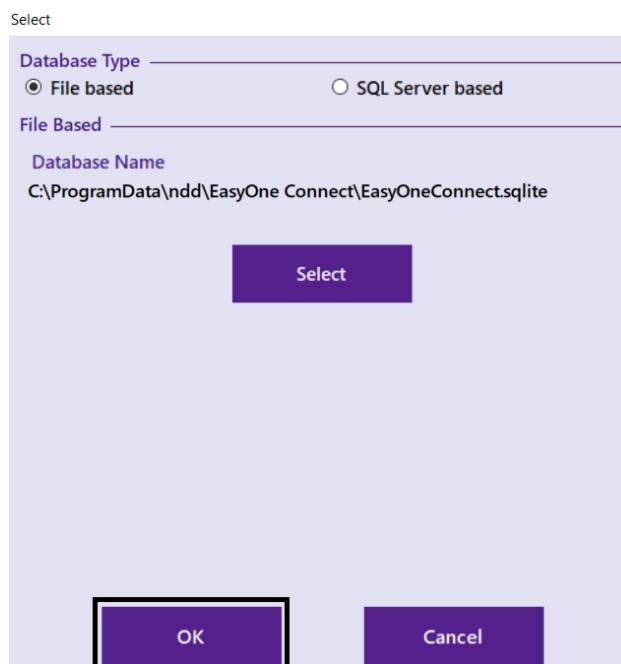 Select
Database Type
File based
SQL Server based
File Based
Database Name
C:\ProgramData\ndd\EasyOne Connect\EasyOneConnect.sqlite
Select
OK
Cancel